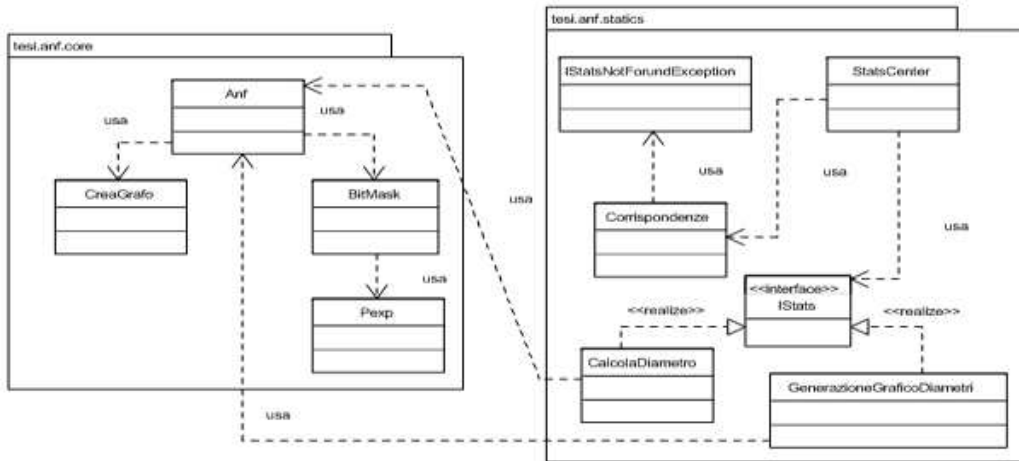 tesi.anf.core
Anf
usa
usa
CreaGrafo
BitMask
usa
Pexp
usa
usa
tesi.anf.statics
IStatsNotForundException
StatsCenter
usa
usa
Corrispondenze
usa
<<interface>>
IStats
<<realize>>
<<realize>>
CalcolaDiametro
GenerazioneGraficoDiametri